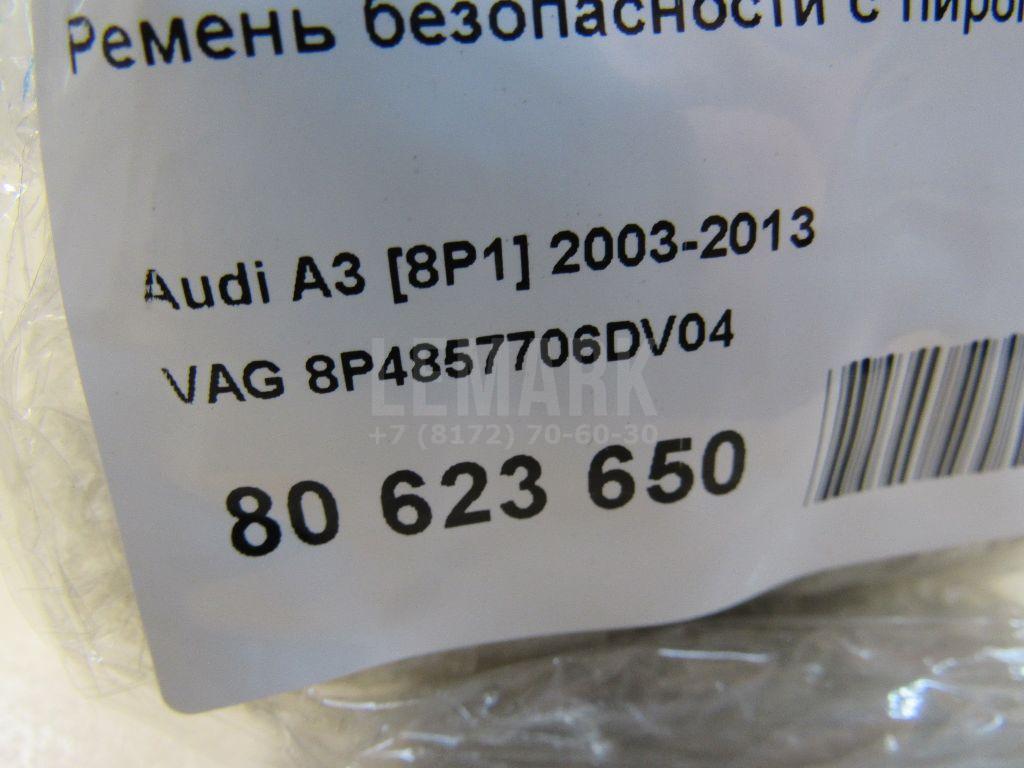 Ремень безопасности с
Audi A3 [8P1] 2003-2013
VAG 8P4857706DV04
LEMARK
+7 (8172) 70-60-30
80 623 650